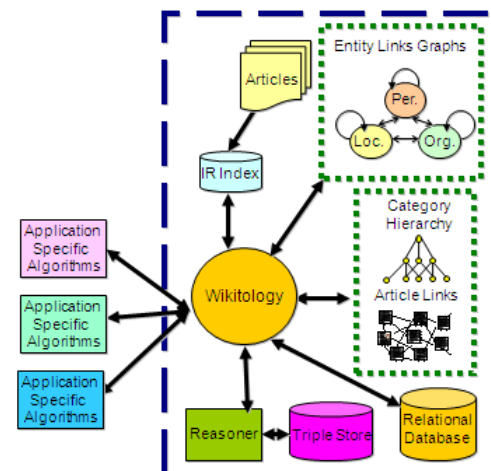 Entity Links Graphs
Articles
Per.
Loc.
Org.
IR Index
Category
Hierarchy
Article Links
Application
Specific
Algorithms
Application
Specific
Algorithms
Application
Specific
Algorithms
Wikitology
Reasoner
Triple Store
Relational
Database